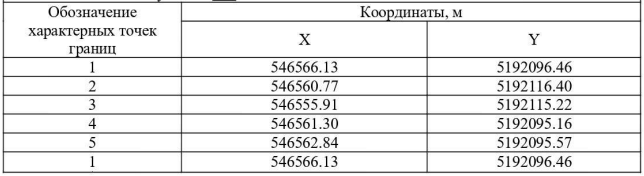 Обозначение характерных точек границ | Координаты, м
X | Y
1 | 546566.13 | 5192096.46
2 | 546560.77 | 5192116.40
3 | 546555.91 | 5192115.22
4 | 546561.30 | 5192095.16
5 | 546562.84 | 5192095.57
1 | 546566.13 | 5192096.46